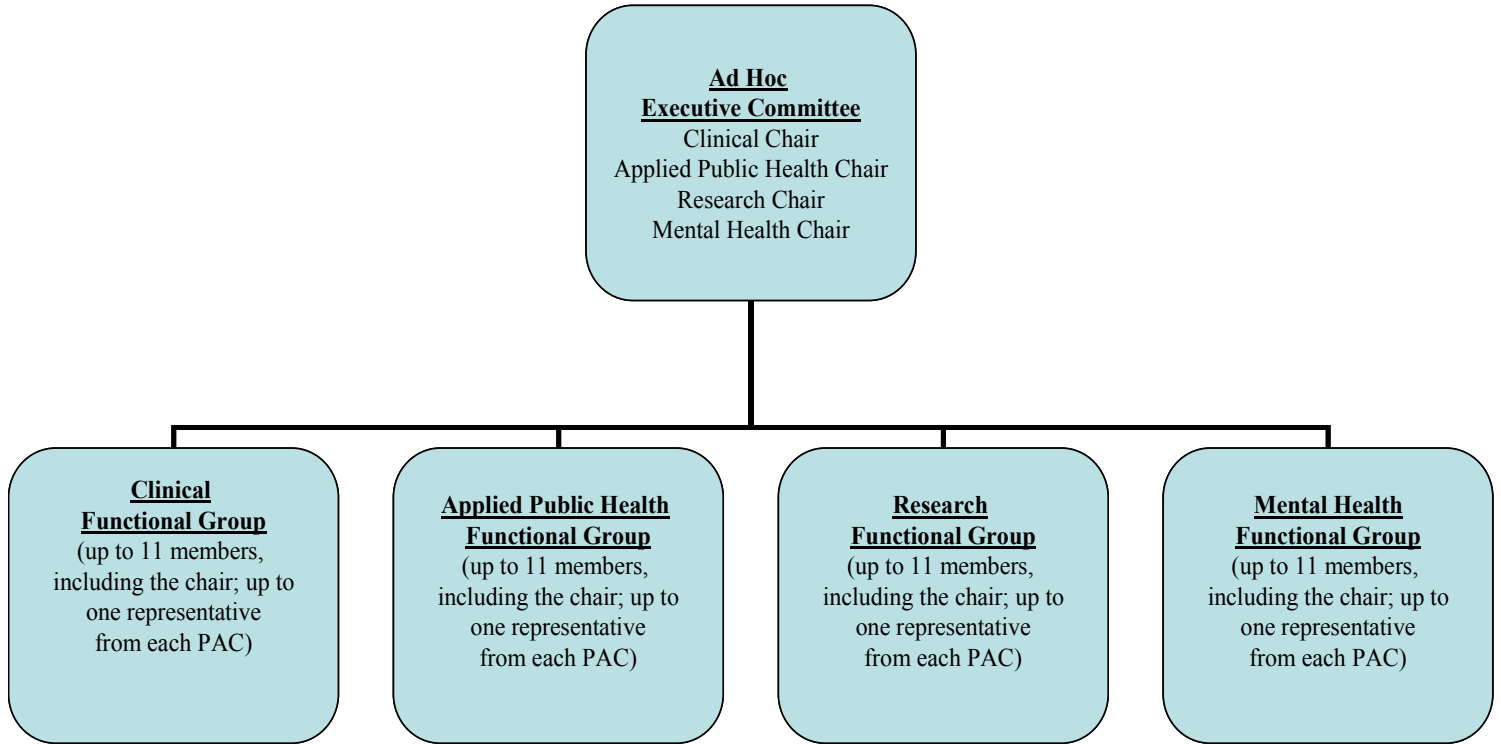 Ad Hoc
Executive Committee
Clinical Chair
Applied Public Health Chair
Research Chair
Mental Health Chair
Clinical
Functional Group
(up to 11 members,
including the chair; up to
one representative
from each PAC)
Applied Public Health
Functional Group
(up to 11 members,
including the chair; up to
one representative
from each PAC)
Research
Functional Group
(up to 11 members,
including the chair; up to
one representative
from each PAC)
Mental Health
Functional Group
(up to 11 members,
including the chair; up to
one representative
from each PAC)